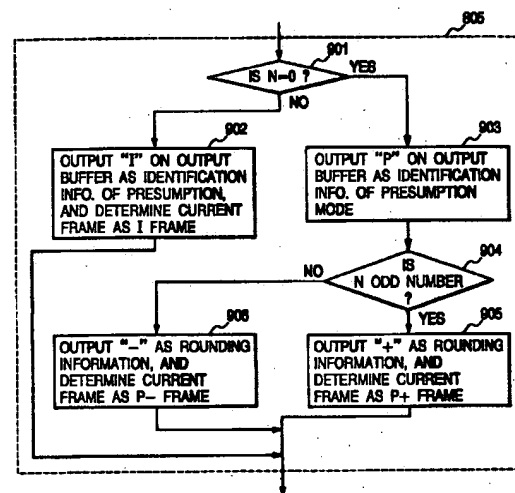 805
901
IS N=0 ?
YES
NO
902
903
OUTPUT "I" ON OUTPUT
BUFFER AS IDENTIFICATION
INFO. OF PRESUMPTION,
AND DETERMINE CURRENT
FRAME AS I FRAME
OUTPUT "P" ON OUTPUT
BUFFER AS IDENTIFICATION
INFO. OF PRESUMPTION
MODE
904
NO
IS
N ODD NUMBER
?
YES
906
905
OUTPUT "-" AS ROUNDING
INFORMATION, AND
DETERMINE CURRENT
FRAME AS P- FRAME
OUTPUT "+" AS ROUNDING
INFORMATION, AND
DETERMINE CURRENT
FRAME AS P+ FRAME